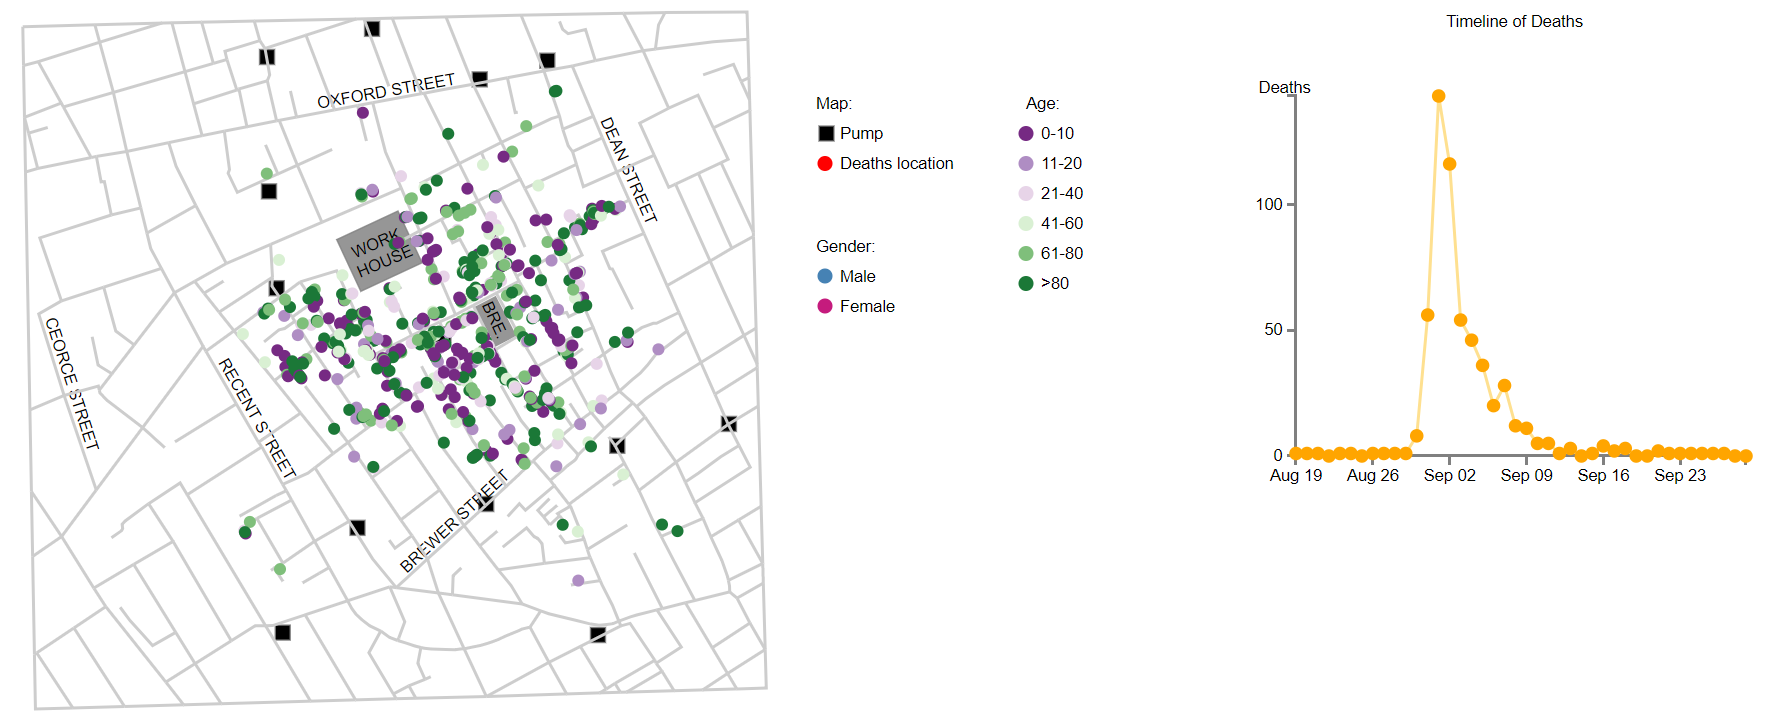 Timeline of Deaths
OXFORD STREET
DEAN STREET
WORK
HOUSE
BRE.
CEORCE STREET
RECENT STREET
BREWER STREET
Map:
Pump
Deaths location
Gender:
Male
Female
Age:
0-10
11-20
21-40
41-60
61-80
>80
Deaths
100
50
0
Aug 19 Aug 26 Sep 02 Sep 09 Sep 16 Sep 23